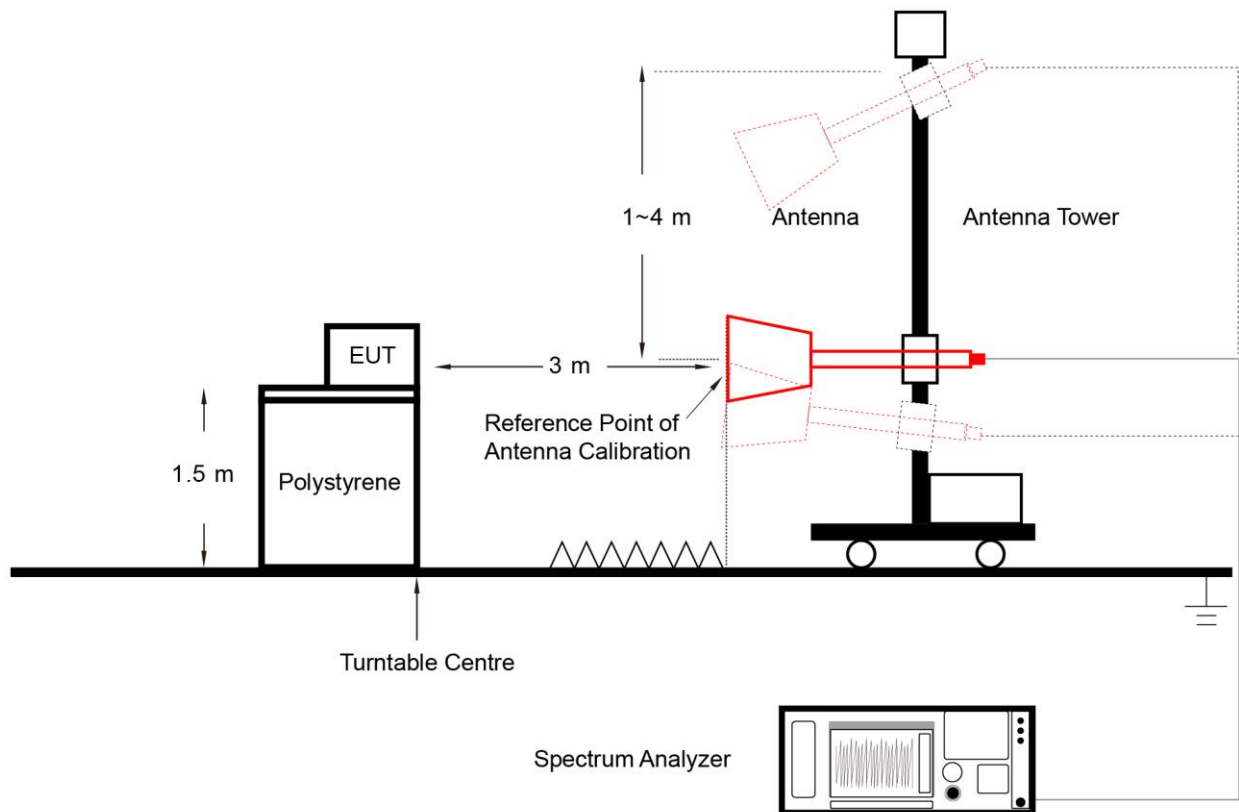 1~4 m
Antenna
Antenna Tower
EUT
3 m
Reference Point of
Antenna Calibration
1.5 m
Polystyrene
Turntable Centre
Spectrum Analyzer